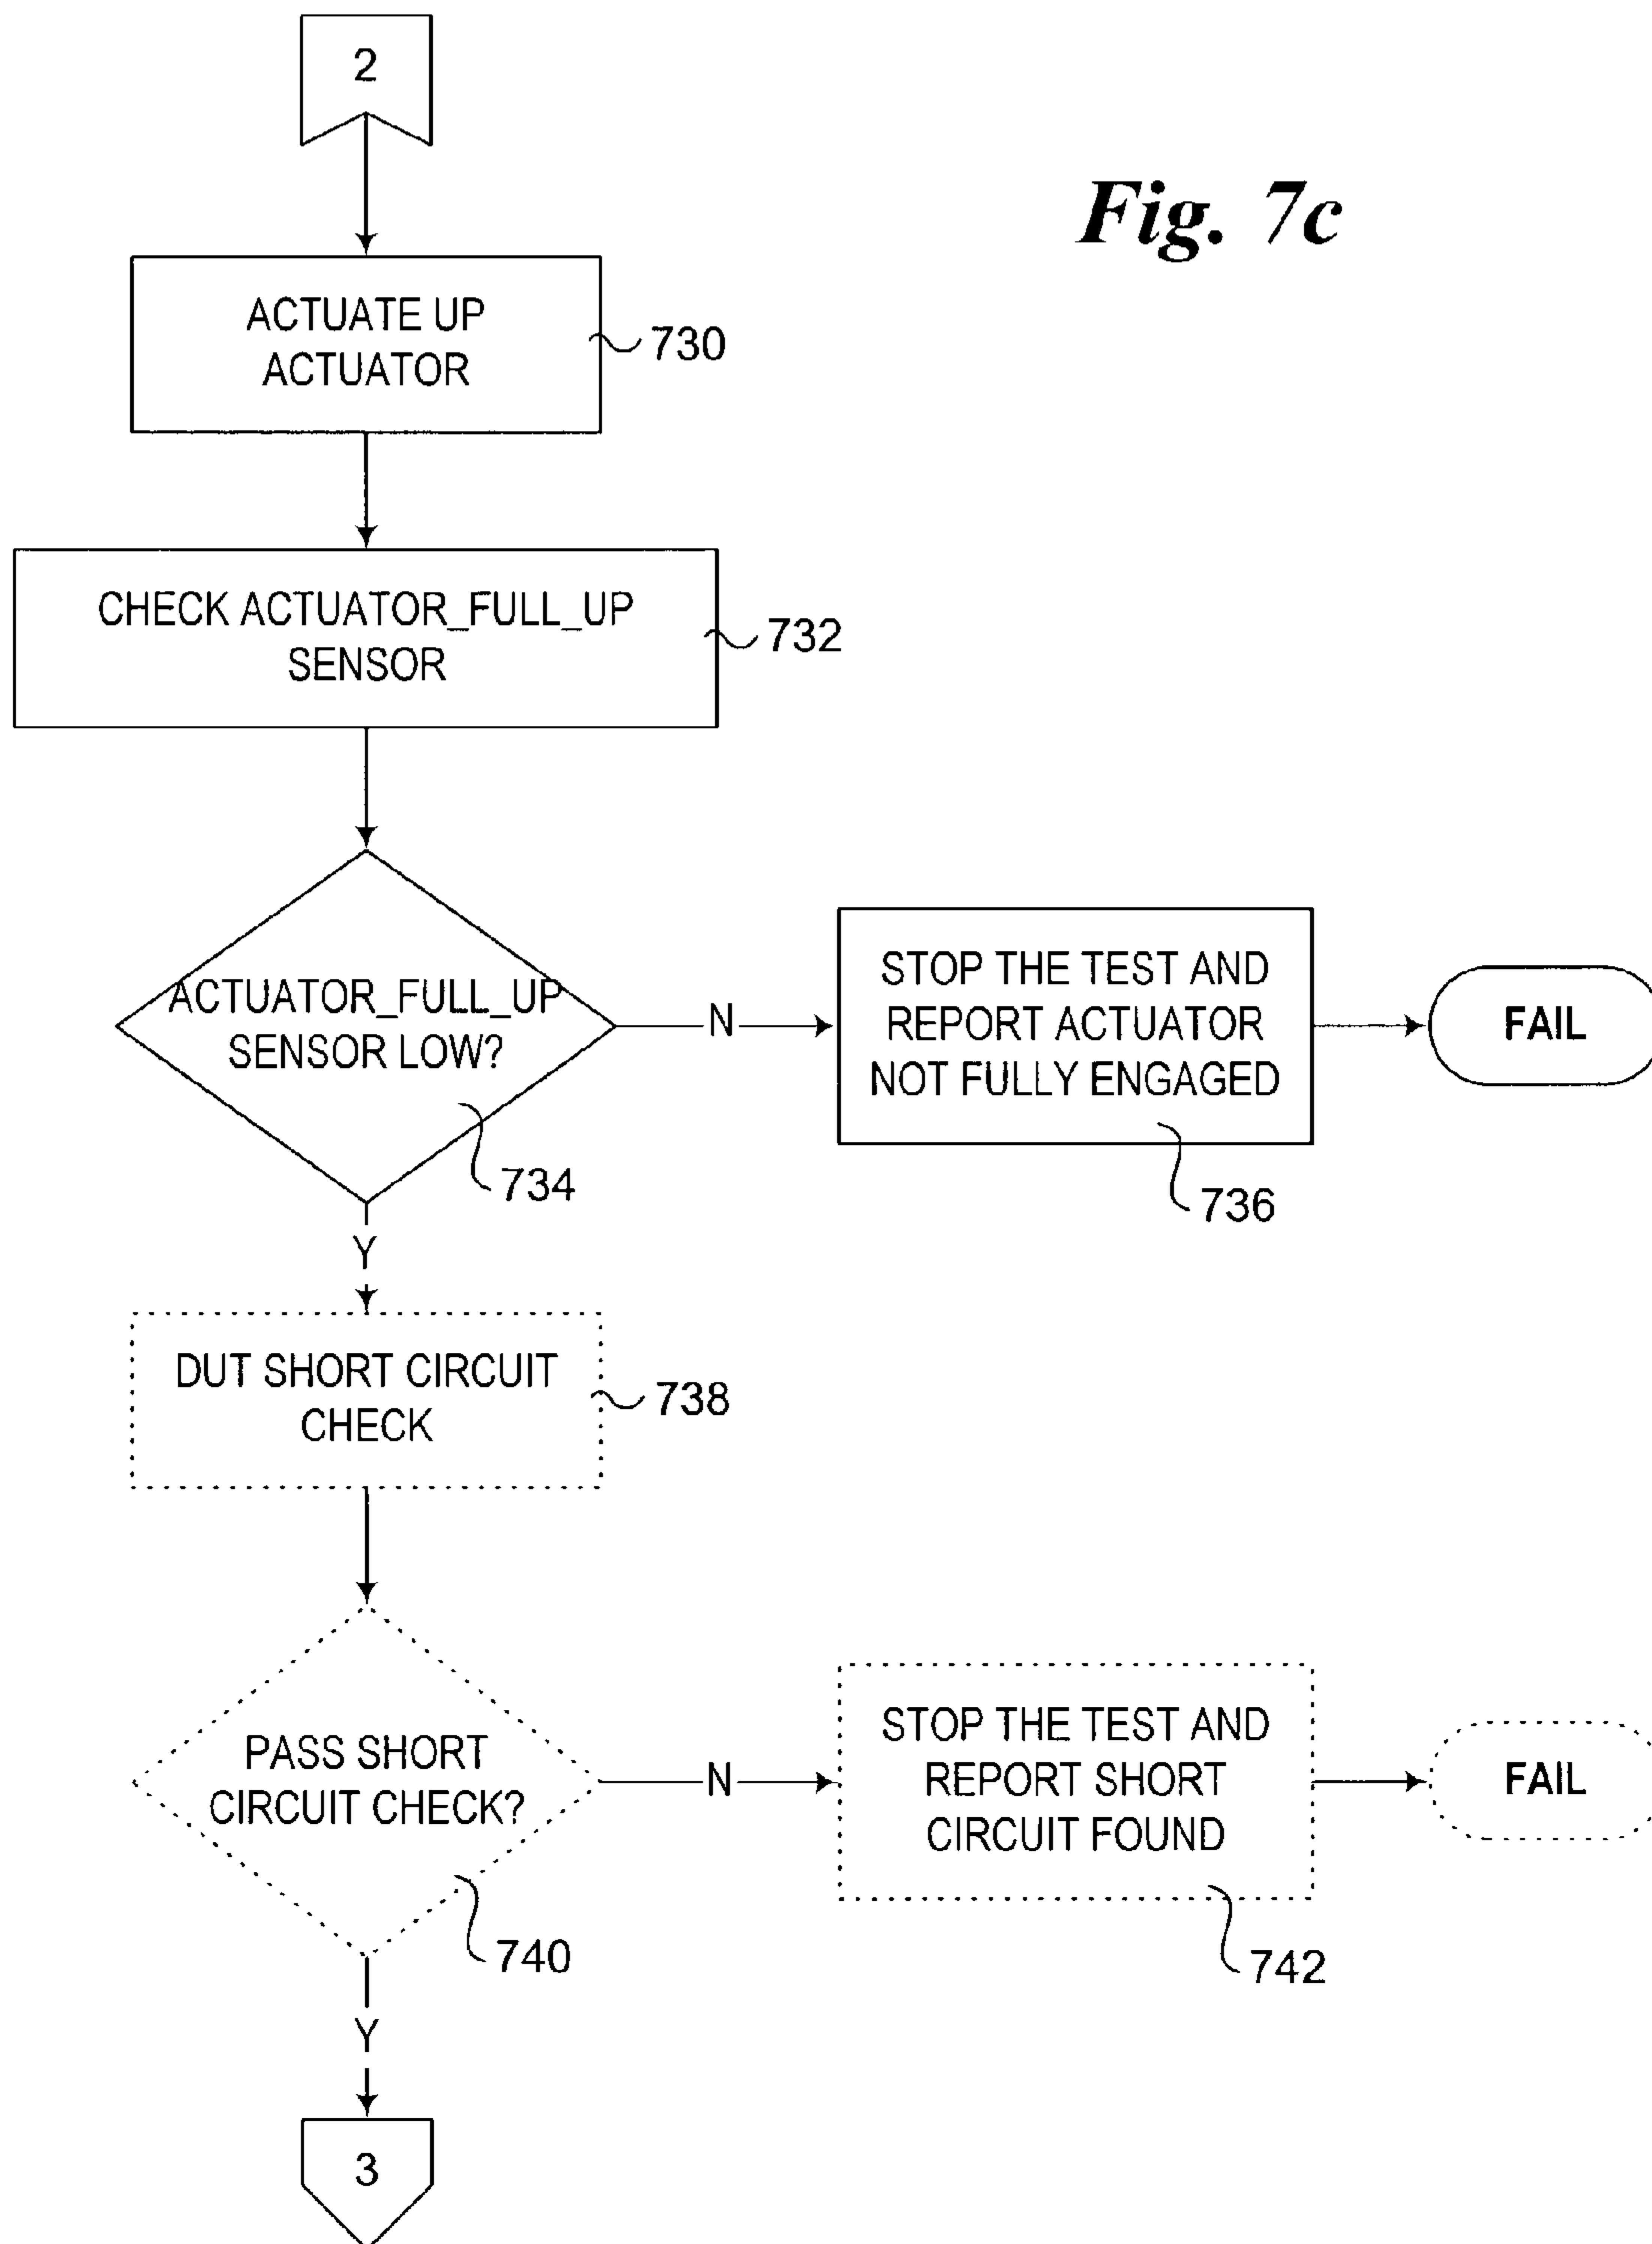 2
Fig. 7c
ACTUATE UP
ACTUATOR
730
CHECK ACTUATOR_FULL_UP
SENSOR
732
ACTUATOR_FULL_UP
SENSOR LOW?
734
N
STOP THE TEST AND
REPORT ACTUATOR
NOT FULLY ENGAGED
736
FAIL
Y
DUT SHORT CIRCUIT
CHECK
738
PASS SHORT
CIRCUIT CHECK?
740
N
STOP THE TEST AND
REPORT SHORT
CIRCUIT FOUND
742
FAIL
Y
3